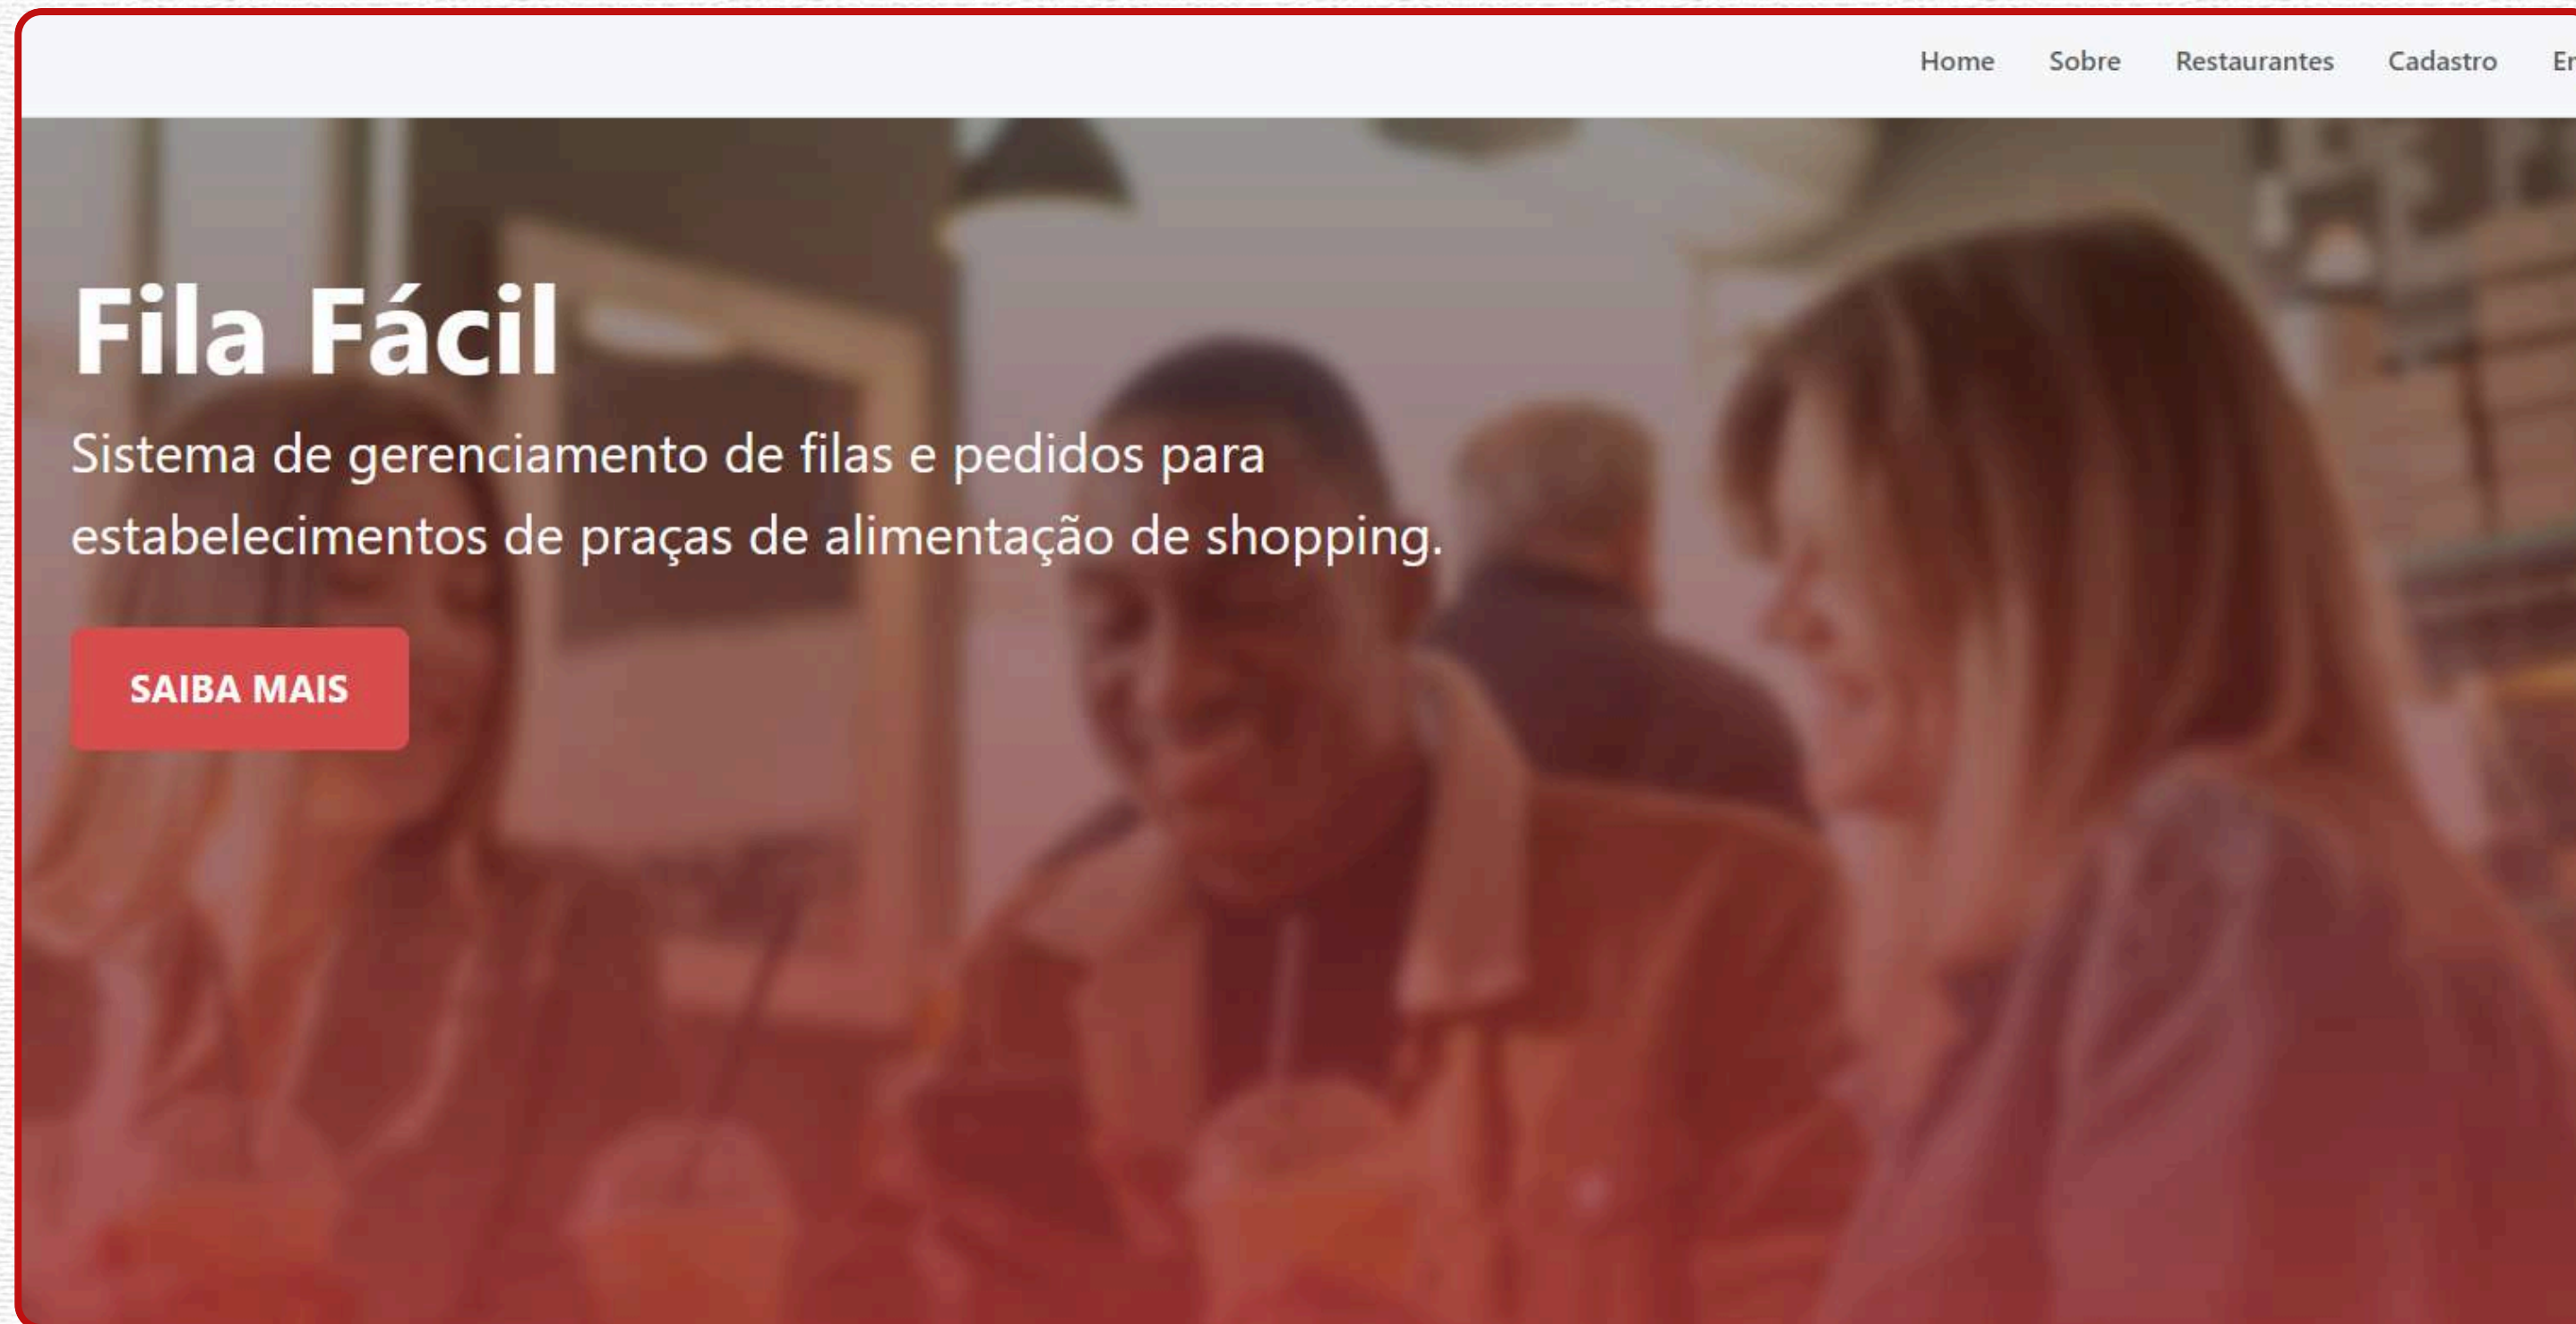 Home Sobre Restaurantes Cadastro
Fila Fácil
Sistema de gerenciamento de filas e pedidos para
estabelecimentos de praças de alimentação de shopping.
SAIBA MAIS